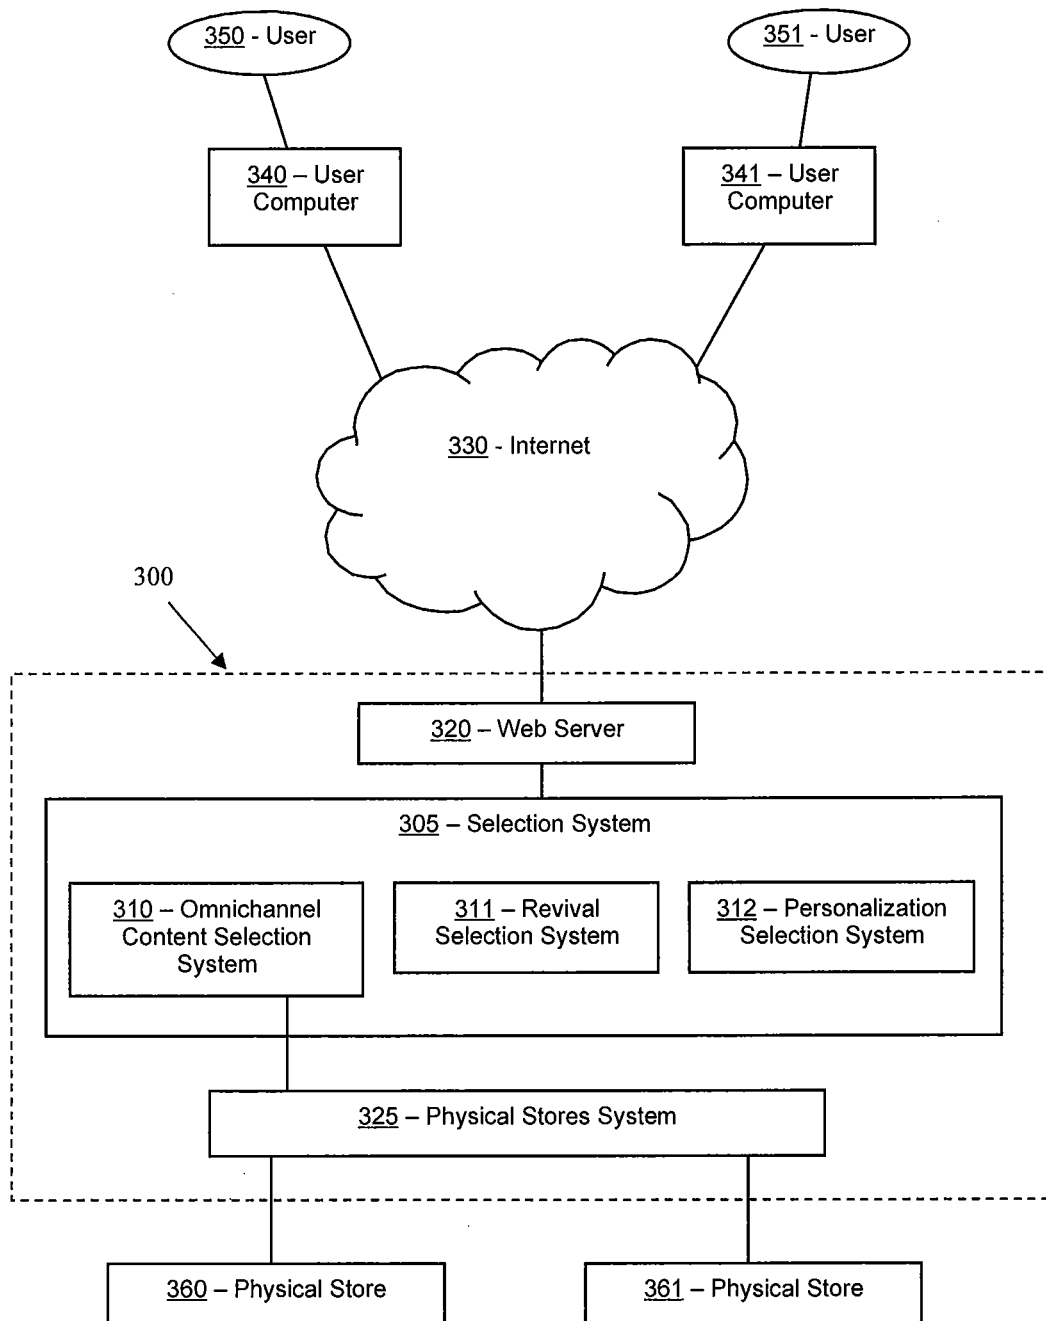 350 - User
351 - User
340 – User
Computer
341 – User
Computer
330 - Internet
300
320 – Web Server
305 – Selection System
310 – Omnichannel
Content Selection
System
311 – Revival
Selection System
312 – Personalization
Selection System
325 – Physical Stores System
360 – Physical Store
361 – Physical Store